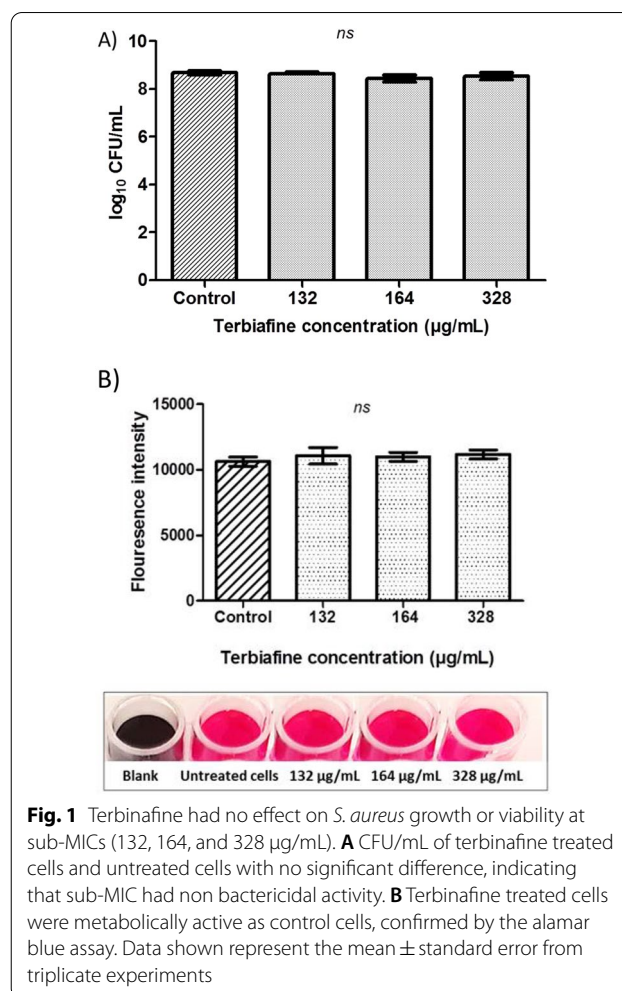 A)
ns
10
8
6
4
2
0
log10 CFU/mL
Control 132 164 328
Terbiafine concentration (µg/mL)
B)
ns
15000
10000
5000
0
Flouresence intensity
Control 132 164 328
Terbiafine concentration (µg/mL)
Blank Untreated cells 132 µg/mL 164 µg/mL 328 µg/mL
Fig. 1 Terbinafine had no effect on S. aureus growth or viability at
sub-MICs (132, 164, and 328 µg/mL). A CFU/mL of terbinafine treated
cells and untreated cells with no significant difference, indicating
that sub-MIC had non bactericidal activity. B Terbinafine treated cells
were metabolically active as control cells, confirmed by the alamar
blue assay. Data shown represent the mean ± standard error from
triplicate experiments